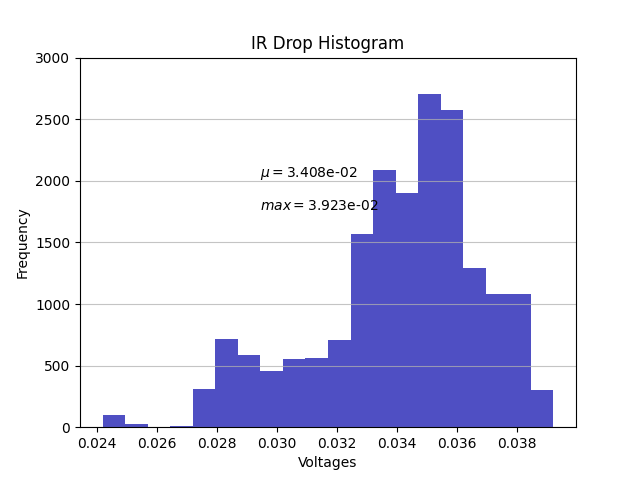 IR Drop Histogram
3000
2500
2000
1500
1000
500
0
Frequency
μ = 3.408e-02
max = 3.923e-02
0.024 0.026 0.028 0.030 0.032 0.034 0.036 0.038
Voltages